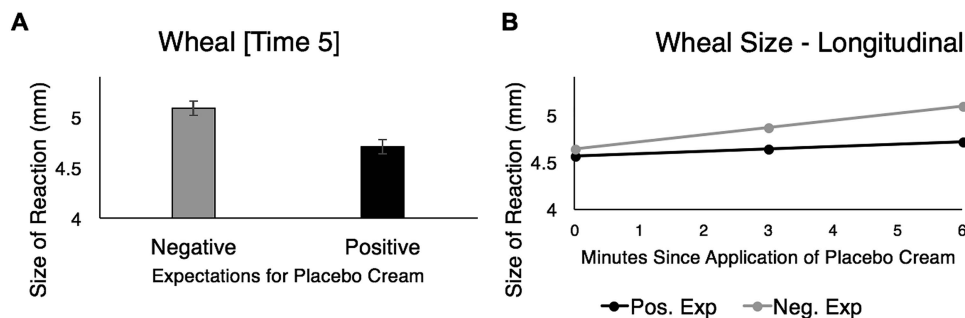 A
Wheal [Time 5]
Size of Reaction (mm)
5
4.5
4
Negative
Positive
Expectations for Placebo Cream
B
Wheal Size - Longitudinal
Size of Reaction (mm)
5
4.5
4
0 1 2 3 4 5 6
Minutes Since Application of Placebo Cream
Pos. Exp
Neg. Exp